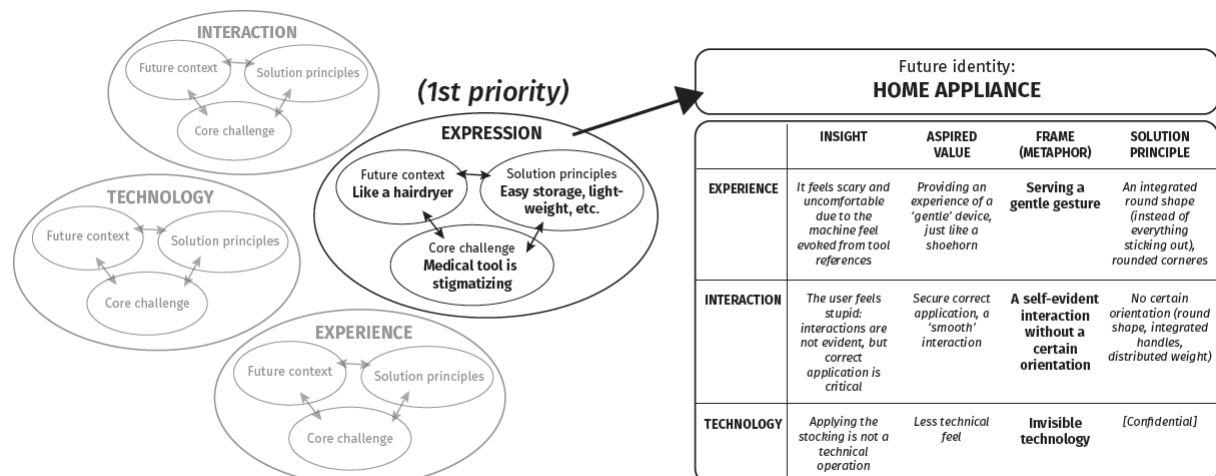 INTERACTION
Future context
Solution principles
Core challenge
TECHNOLOGY
Future context
Solution principles
Core challenge
EXPERIENCE
Future context
Solution principles
Core challenge
(1st priority)
EXPRESSION
Future context
Like a hairdryer
Solution principles
Easy storage, light-
weight, etc.
Core challenge
Medical tool is
stigmatizing
Future identity:
HOME APPLIANCE
INSIGHT
ASPIRED
VALUE
FRAME
(METAPHOR)
SOLUTION
PRINCIPLE
EXPERIENCE
It feels scary and
uncomfortable
due to the
machine feel
evoked from tool
references
Providing an
experience of a
‘gentle’ device,
just like a
shoehorn
Serving a
gentle gesture
An integrated
round shape
(instead of
everything
sticking out),
rounded corneres
INTERACTION
The user feels
stupid:
interactions are
not evident, but
correct
application is
critical
Secure correct
application, a
‘smooth’
interaction
A self-evident
interaction
without a
certain
orientation
No certain
orientation (round
shape, integrated
handles,
distributed weight)
TECHNOLOGY
Applying the
stocking is not a
technical
operation
Less technical
feel
Invisible
technology
[Confidential]